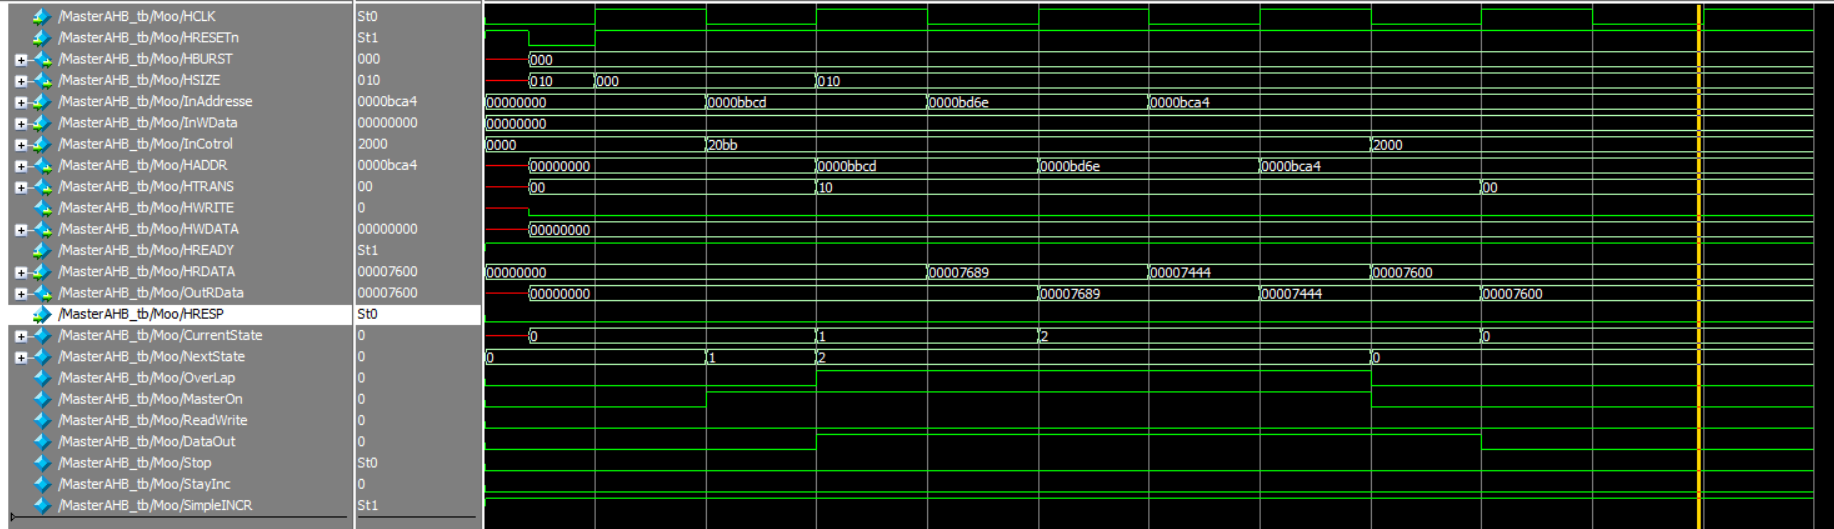 /MasterAHB_tb/Moo/HCLK St0
/MasterAHB_tb/Moo/HRESETn St1
/MasterAHB_tb/Moo/HBURST 000 000
/MasterAHB_tb/Moo/HSIZE 010 010 000 010
/MasterAHB_tb/Moo/InAddresse 0000bca4 00000000 0000bbcd 0000bd6e 0000bca4
/MasterAHB_tb/Moo/InWData 00000000 00000000
/MasterAHB_tb/Moo/InCotrol 2000 0000 20bb 2000
/MasterAHB_tb/Moo/HADDR 0000bca4 00000000 0000bbcd 0000bd6e 0000bca4
/MasterAHB_tb/Moo/HTRANS 00 00 10 00
/MasterAHB_tb/Moo/HWRITE 0
/MasterAHB_tb/Moo/HWDATA 00000000 00000000
/MasterAHB_tb/Moo/HREADY St1
/MasterAHB_tb/Moo/HRDATA 00007600 00000000 00007689 00007444 00007600
/MasterAHB_tb/Moo/OutRData 00007600 00000000 00007689 00007444 00007600
/MasterAHB_tb/Moo/HRESP St0
/MasterAHB_tb/Moo/CurrentState 0 0 1 2 0
/MasterAHB_tb/Moo/NextState 0 0 1 2 0
/MasterAHB_tb/Moo/OverLap 0
/MasterAHB_tb/Moo/MasterOn 0
/MasterAHB_tb/Moo/ReadWrite 0
/MasterAHB_tb/Moo/DataOut 0
/MasterAHB_tb/Moo/Stop St0
/MasterAHB_tb/Moo/StayInc 0
/MasterAHB_tb/Moo/SimpleINCR St1